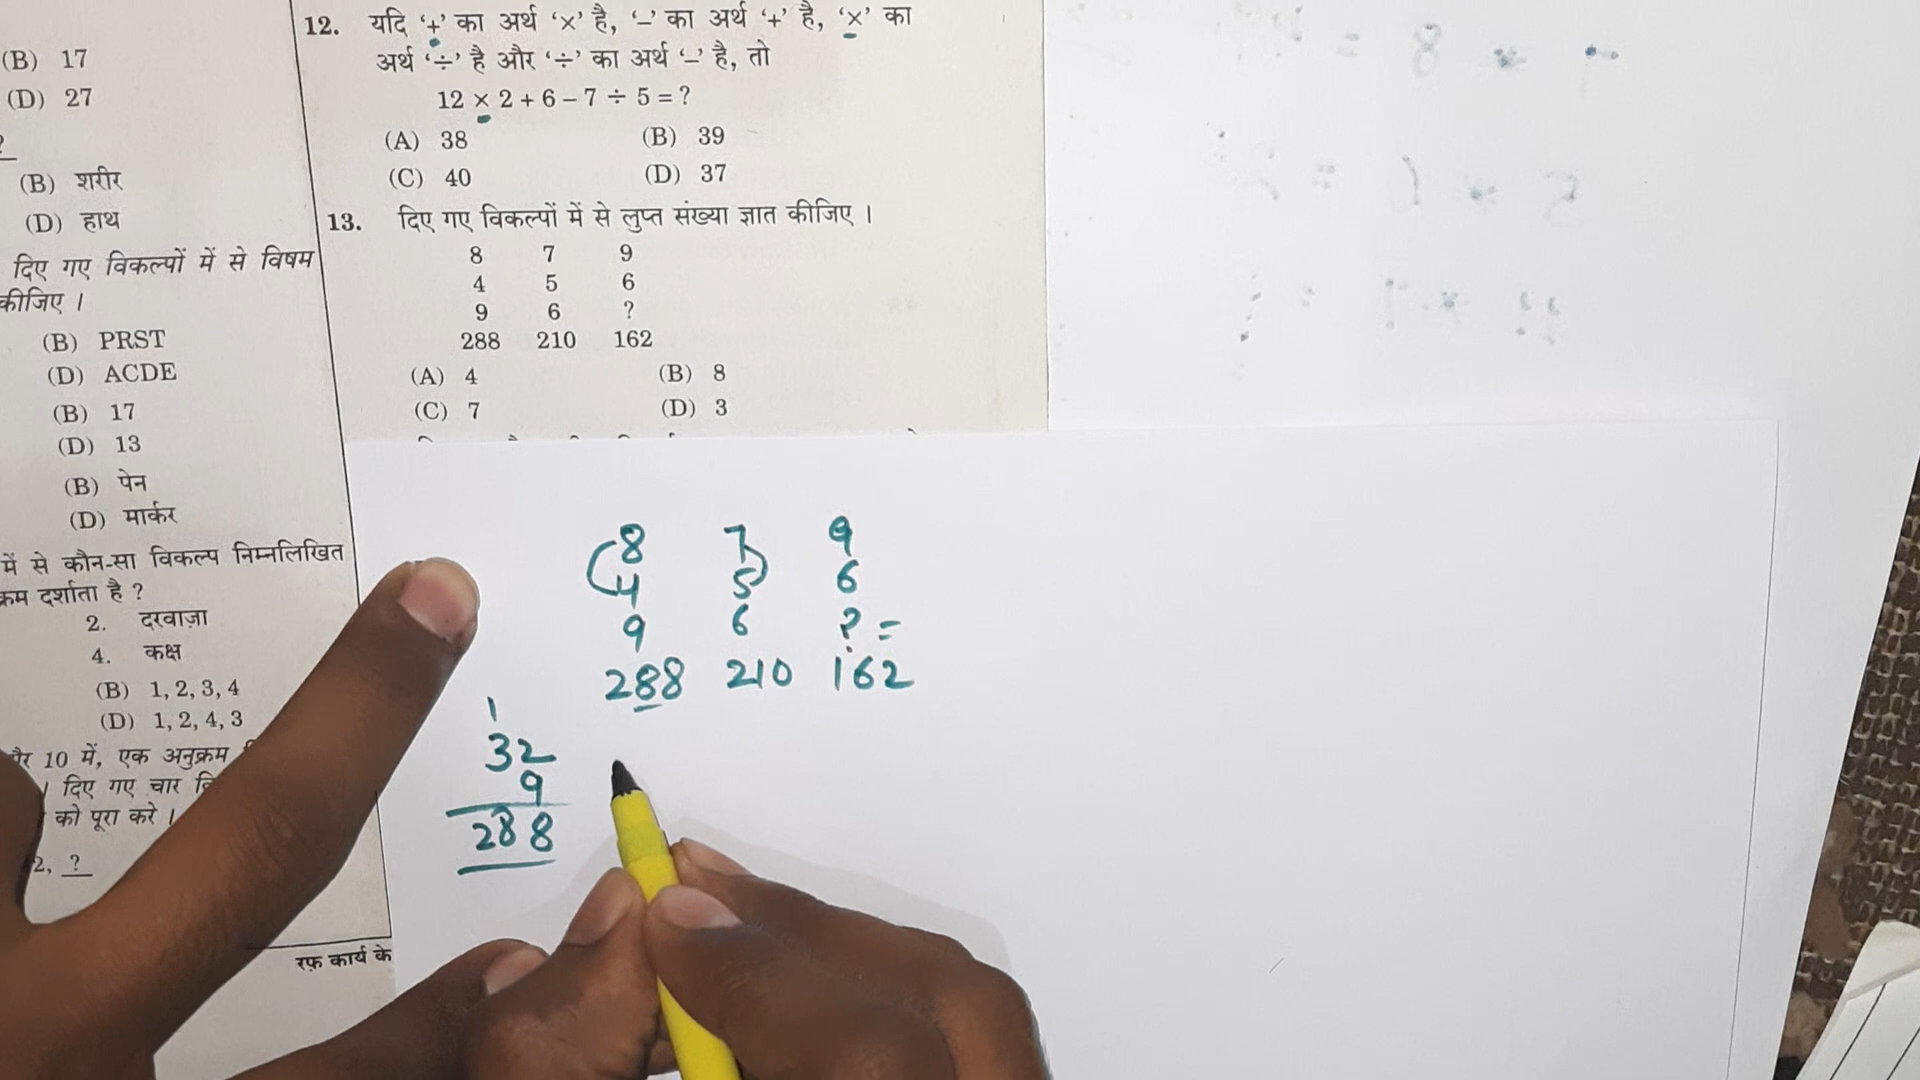 (B) 17
(D) 27
?
(B) शरीर
(D) हाथ
दिए गए विकल्पों में से विषम
कीजिए ।
(B) PRST
(D) ACDE
(B) 17
(D) 13
(B) पेन
(D) मार्कर
में से कौन-सा विकल्प निम्नलिखित
क्रम दर्शाता है ?
2. दरवाज़ा
4. कक्ष
(B) 1, 2, 3, 4
(D) 1, 2, 4, 3
और 10 में, एक अनुक्रम
। दिए गए चार
को पूरा करे ।
2, ?
रफ़ कार्य के
12. यदि ‘+’ का अर्थ ‘×’ है, ‘–’ का अर्थ ‘+’ है, ‘×’ का
अर्थ ‘÷’ है और ‘÷’ का अर्थ ‘–’ है, तो
12 × 2 + 6 – 7 ÷ 5 = ?
(A) 38 (B) 39
(C) 40 (D) 37
13. दिए गए विकल्पों में से लुप्त संख्या ज्ञात कीजिए ।
8 7 9
4 5 6
9 6 ?
288 210 162
(A) 4 (B) 8
(C) 7 (D) 3
8 7 9
4 5 6
9 6 ? =
288 210 162
1
32
9
288